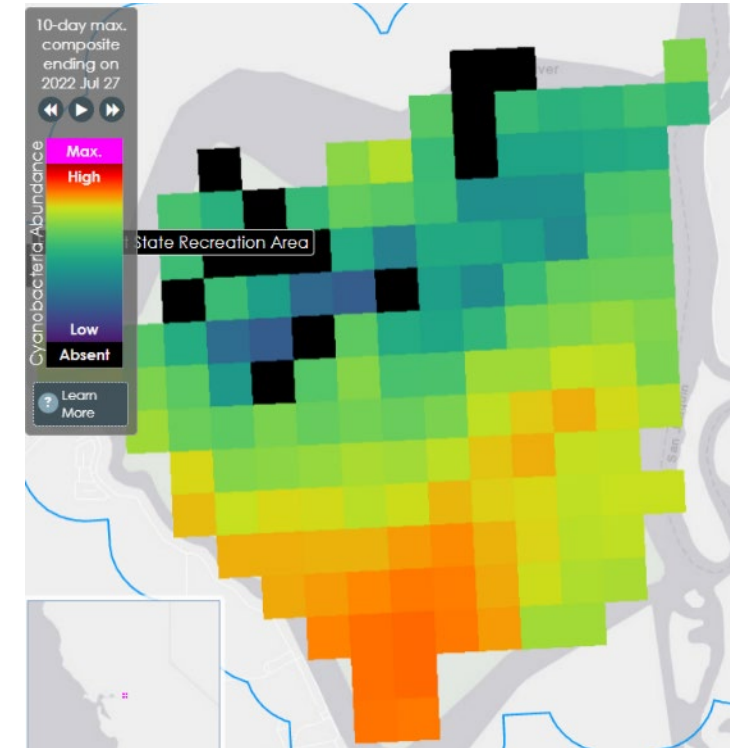 10-day max.
composite
ending on
2022 Jul 27
Cyanobacteria Abundance
Max.
High
Low
Absent
Learn
More
State Recreation Area
San